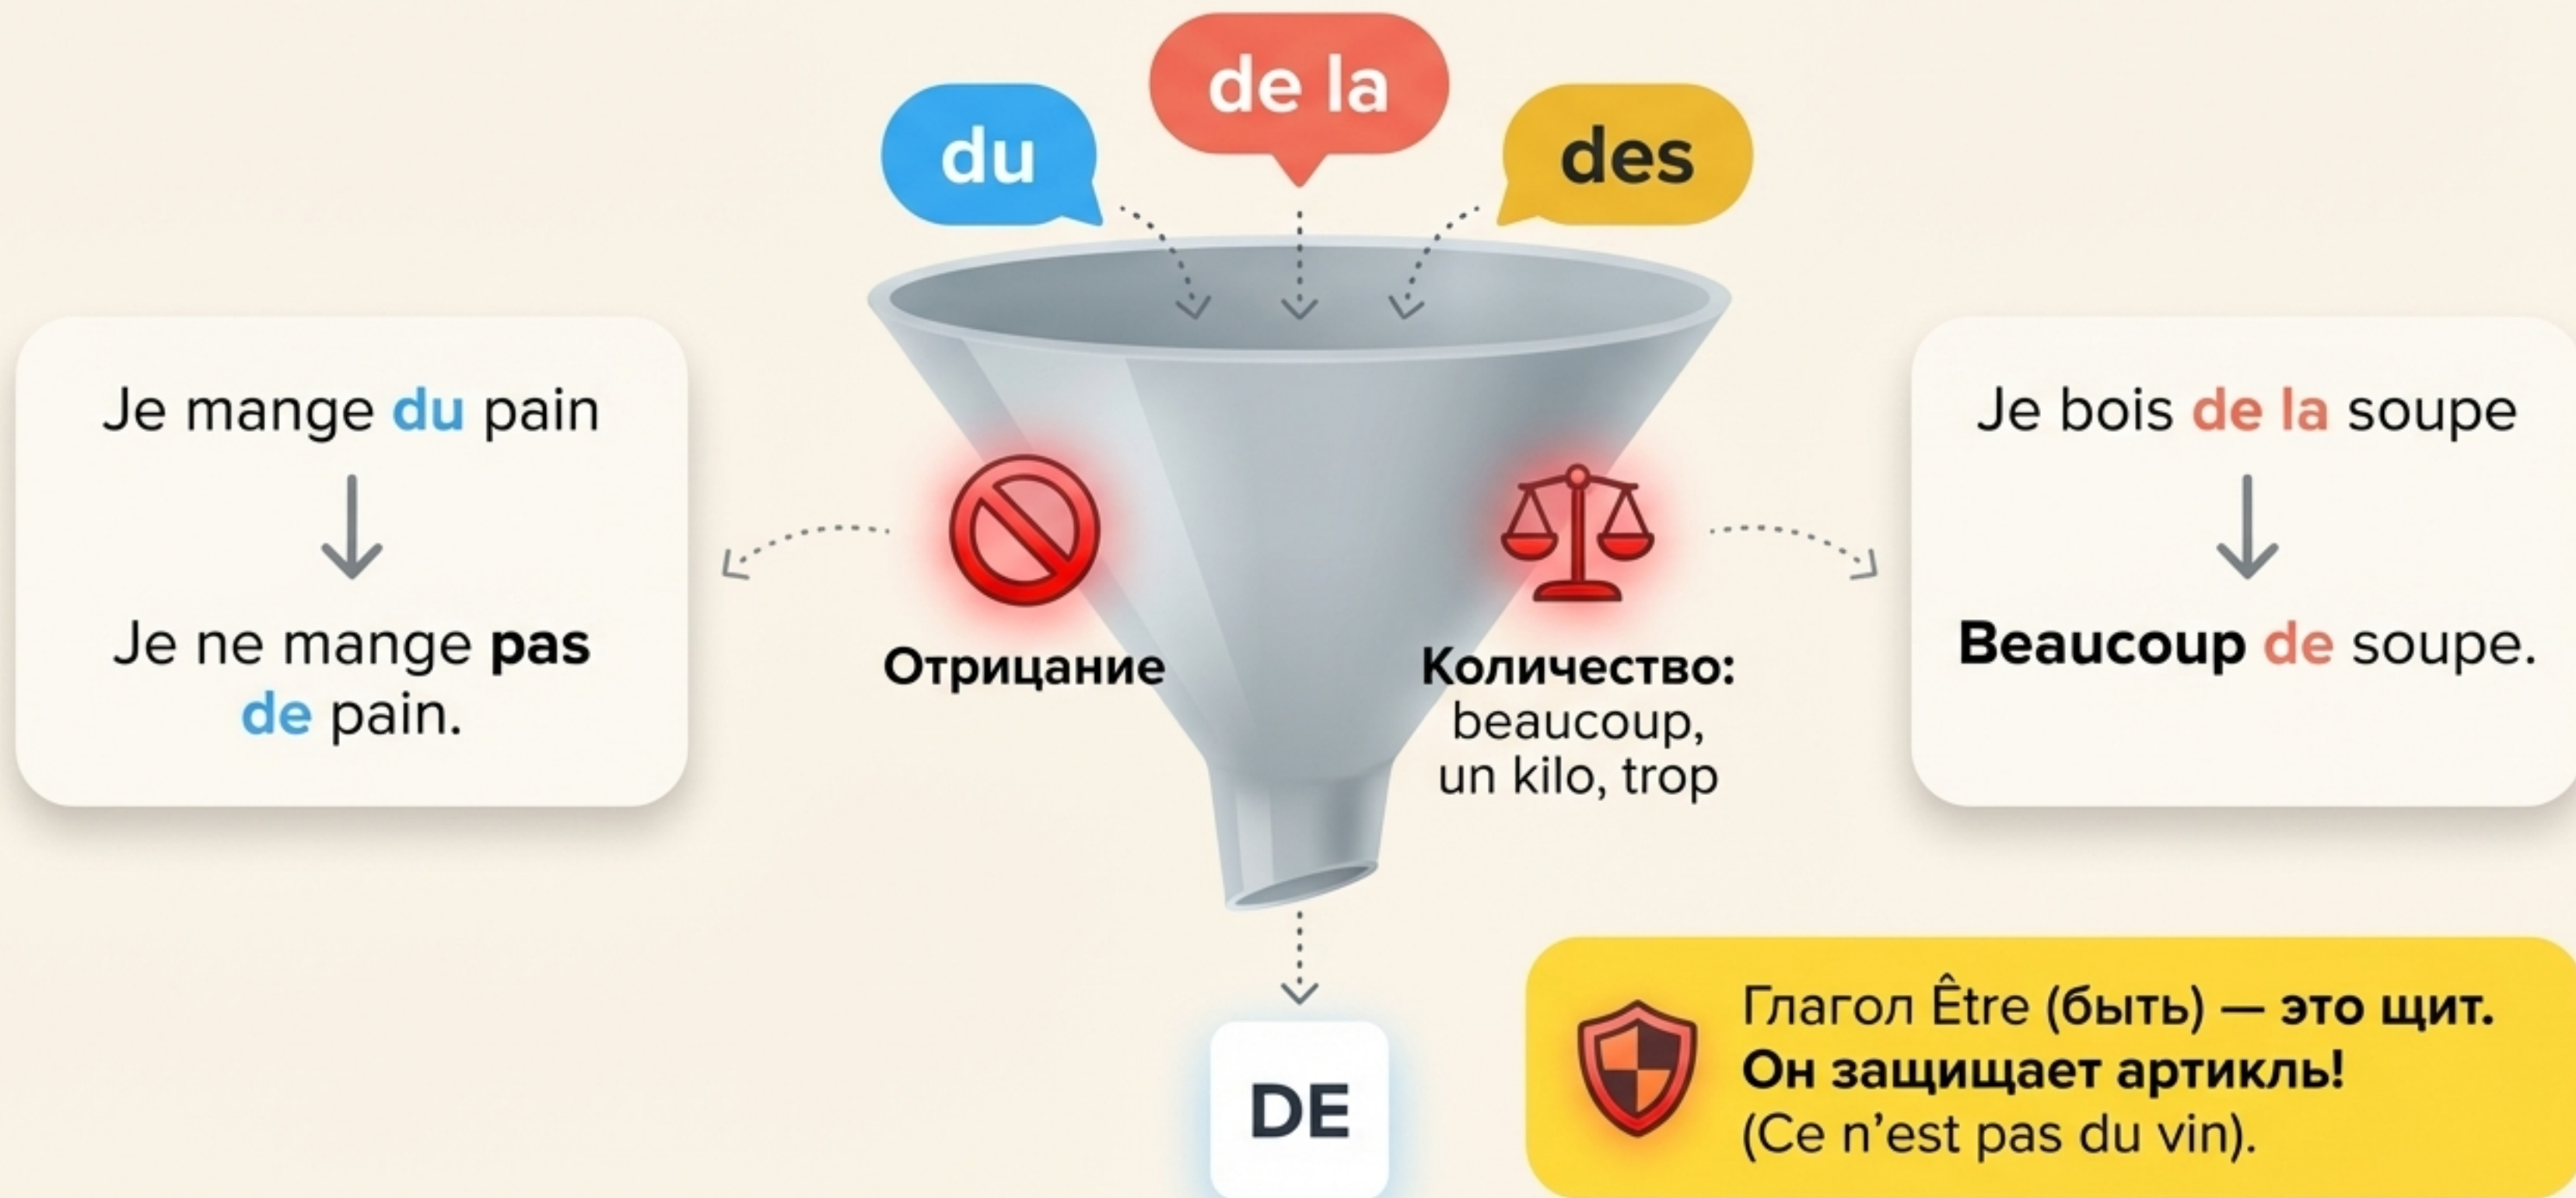 du
de la
des
Je mange du pain
Je ne mange pas
de pain.
Отрицание
Количество:
beaucoup,
un kilo, trop
Je bois de la soupe
Beaucoup de soupe.
DE
Глагол Être (быть) — это щит.
Он защищает артикль!
(Ce n’est pas du vin).